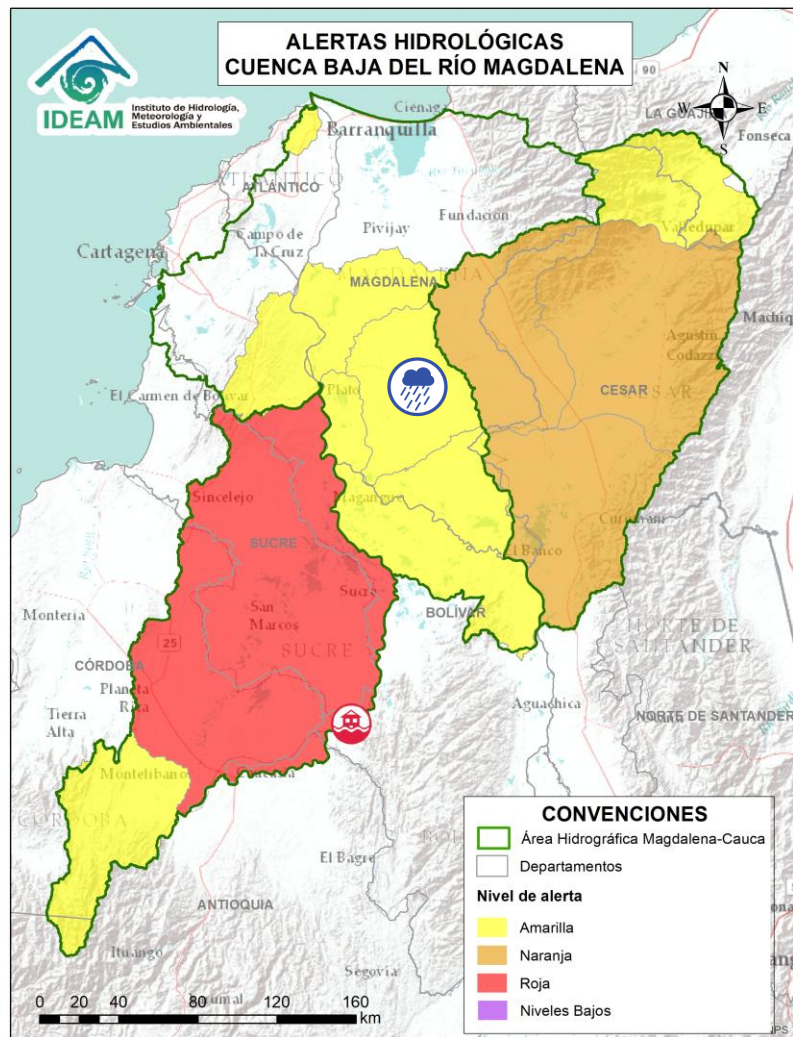 ALERTAS HIDROLÓGICAS
CUENCA BAJA DEL RÍO MAGDALENA
IDEAM
Instituto de Hidrología,
Meteorología y
Estudios Ambientales
90
N
W
E
S
Ciénaga
LA GUAJIRA
Fonseca
Barranquilla
ATLÁNTICO
Fundación
Pivijay
Valledupar
Cartagena
Campo de
La Cruz
MAGDALENA
Agustín
Codazzi
El Carmen de Bolívar
Plato
CESAR
Sincelejo
Magangué
SUCRE
El Banco
Sucre
San
Marcos
BOLÍVAR
Montería
SUCRE
NORTE DE
SANTANDER
25
CÓRDOBA
Planeta
Rica
Aguachica
Tierra
Alta
NORTE DE SANTANDER
Montelíbano
CÓRDOBA
El Bagre
ANTIOQUIA
Ituango
Segovia
CONVENCIONES
Área Hidrográfica Magdalena-Cauca
Departamentos
Nivel de alerta
Amarilla
Naranja
Roja
Niveles Bajos
0 20 40 80 120 160
km